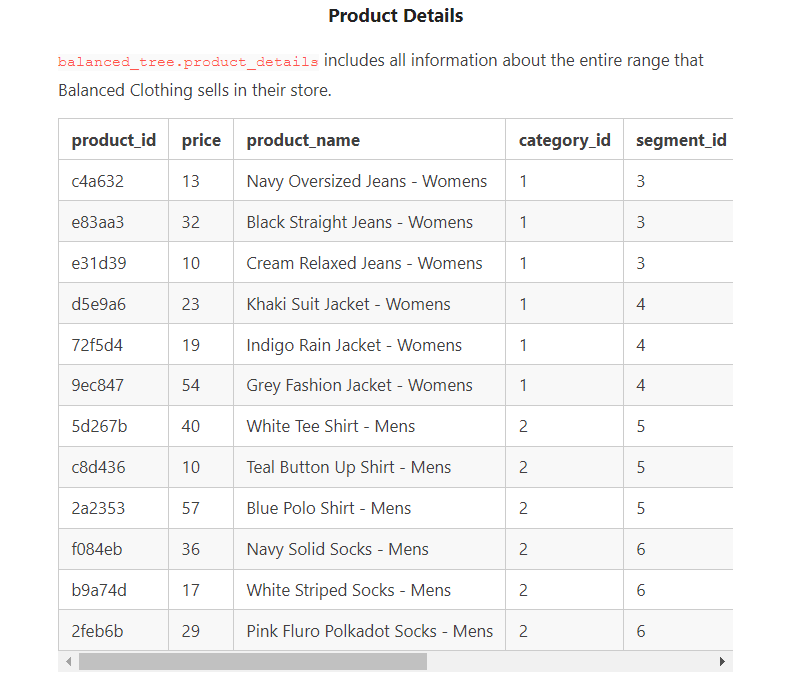 Product Details
balanced_tree.product_details includes all information about the entire range that
Balanced Clothing sells in their store.
product_id price product_name category_id segment_id
c4a632 13 Navy Oversized Jeans - Womens 1 3
e83aa3 32 Black Straight Jeans - Womens 1 3
e31d39 10 Cream Relaxed Jeans - Womens 1 3
d5e9a6 23 Khaki Suit Jacket - Womens 1 4
72f5d4 19 Indigo Rain Jacket - Womens 1 4
9ec847 54 Grey Fashion Jacket - Womens 1 4
5d267b 40 White Tee Shirt - Mens 2 5
c8d436 10 Teal Button Up Shirt - Mens 2 5
2a2353 57 Blue Polo Shirt - Mens 2 5
f084eb 36 Navy Solid Socks - Mens 2 6
b9a74d 17 White Striped Socks - Mens 2 6
2feb6b 29 Pink Fluro Polkadot Socks - Mens 2 6